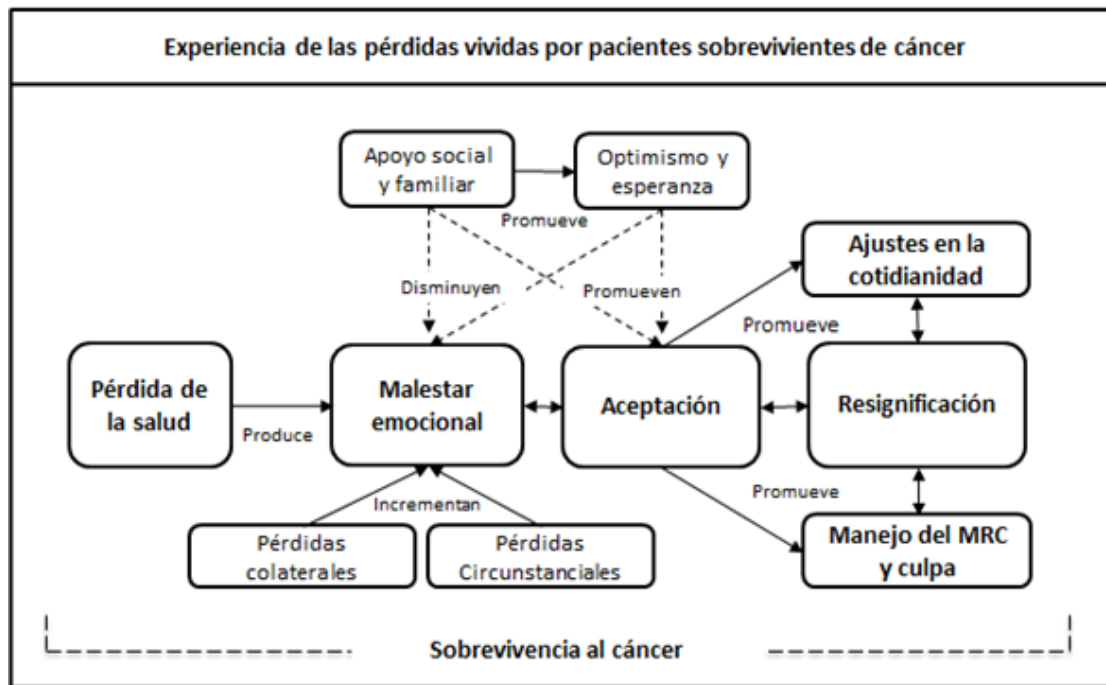 Experiencia de las pérdidas vividas por pacientes sobrevivientes de cáncer
Apoyo social
y familiar
Optimismo y
esperanza
Promueve
Disminuyen
Promueven
Ajustes en la
cotidianidad
Promueve
Pérdida de
la salud
Produce
Malestar
emocional
Aceptación
Resignificación
Promueve
Incrementan
Pérdidas
colaterales
Pérdidas
Circunstanciales
Manejo del MRC
y culpa
Sobrevivencia al cáncer